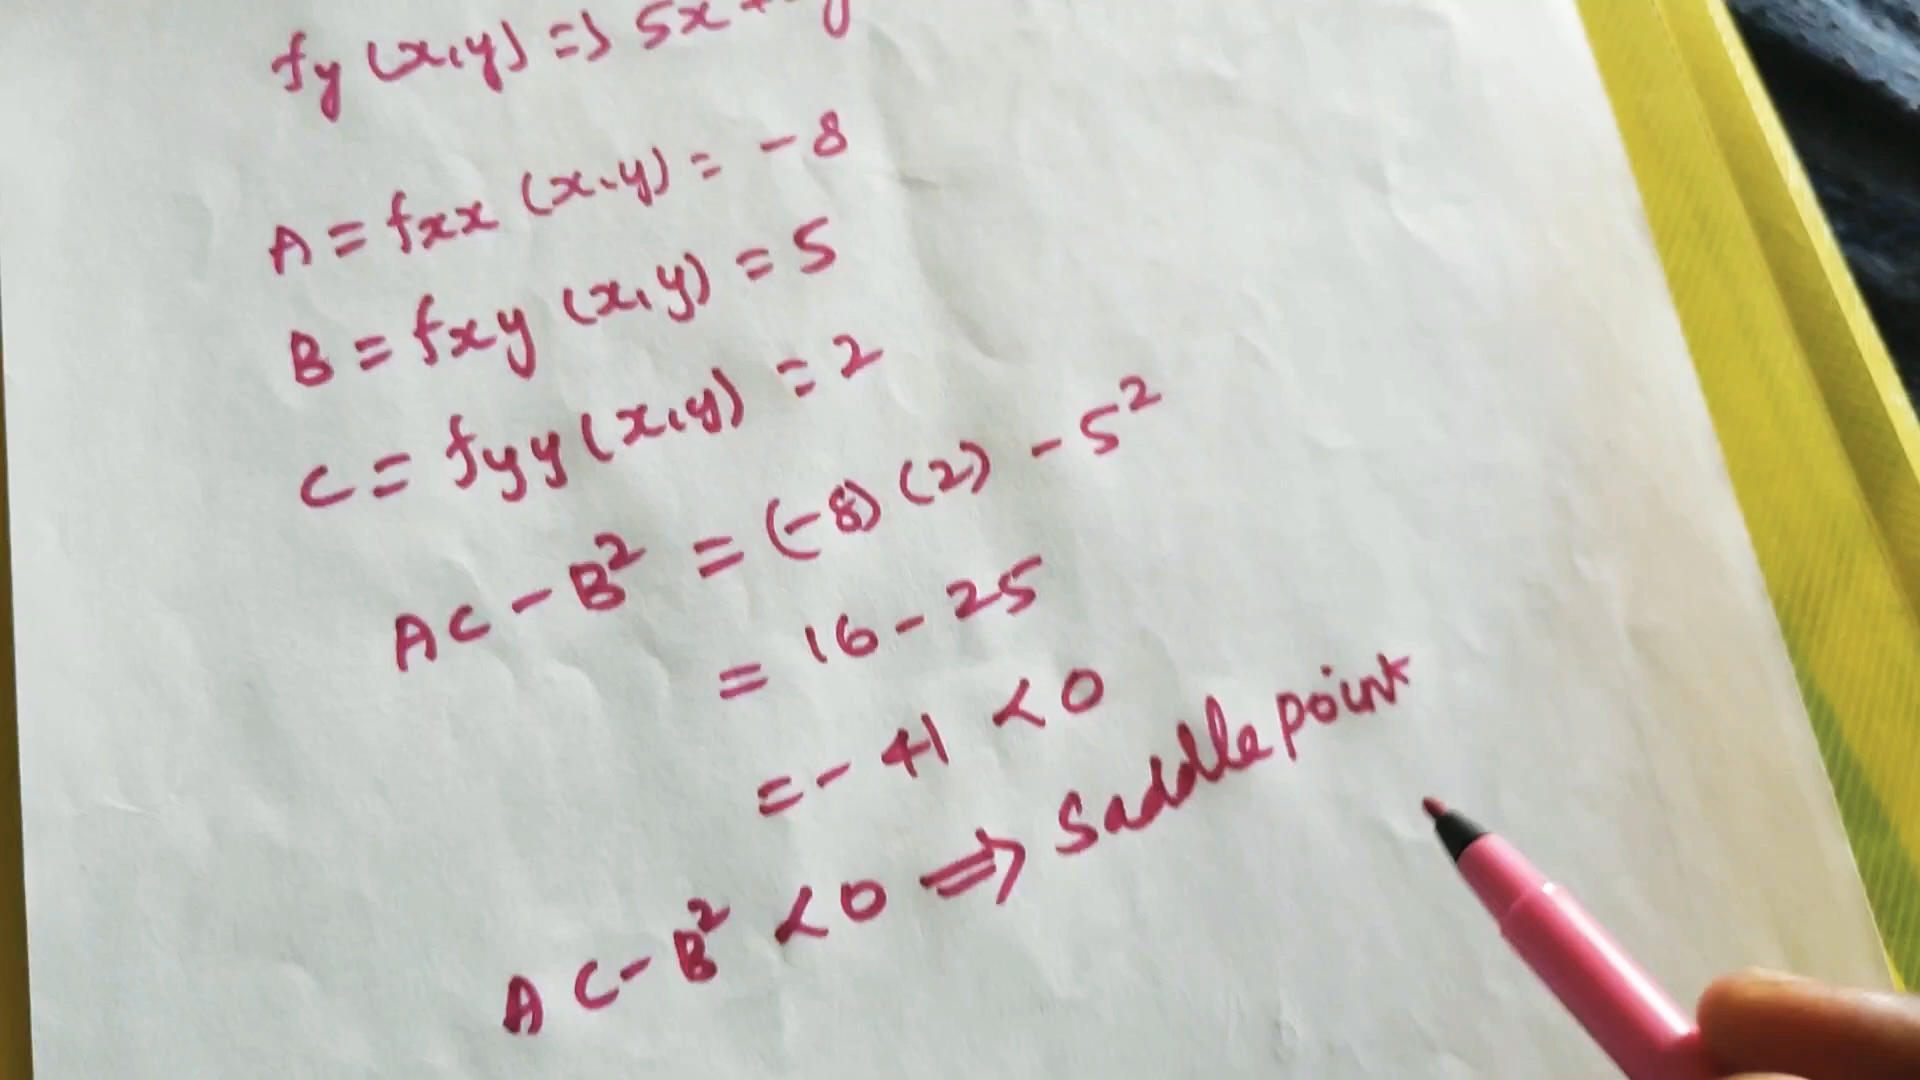 fy (x,y) => 5x + y
A = fxx (x,y) = -8
B = fxy (x,y) = 5
C = fyy (x,y) = 2
AC - B² = (-8) (2) - 5²
= 16 - 25
= - 41 < 0
AC - B² < 0 => Saddle point